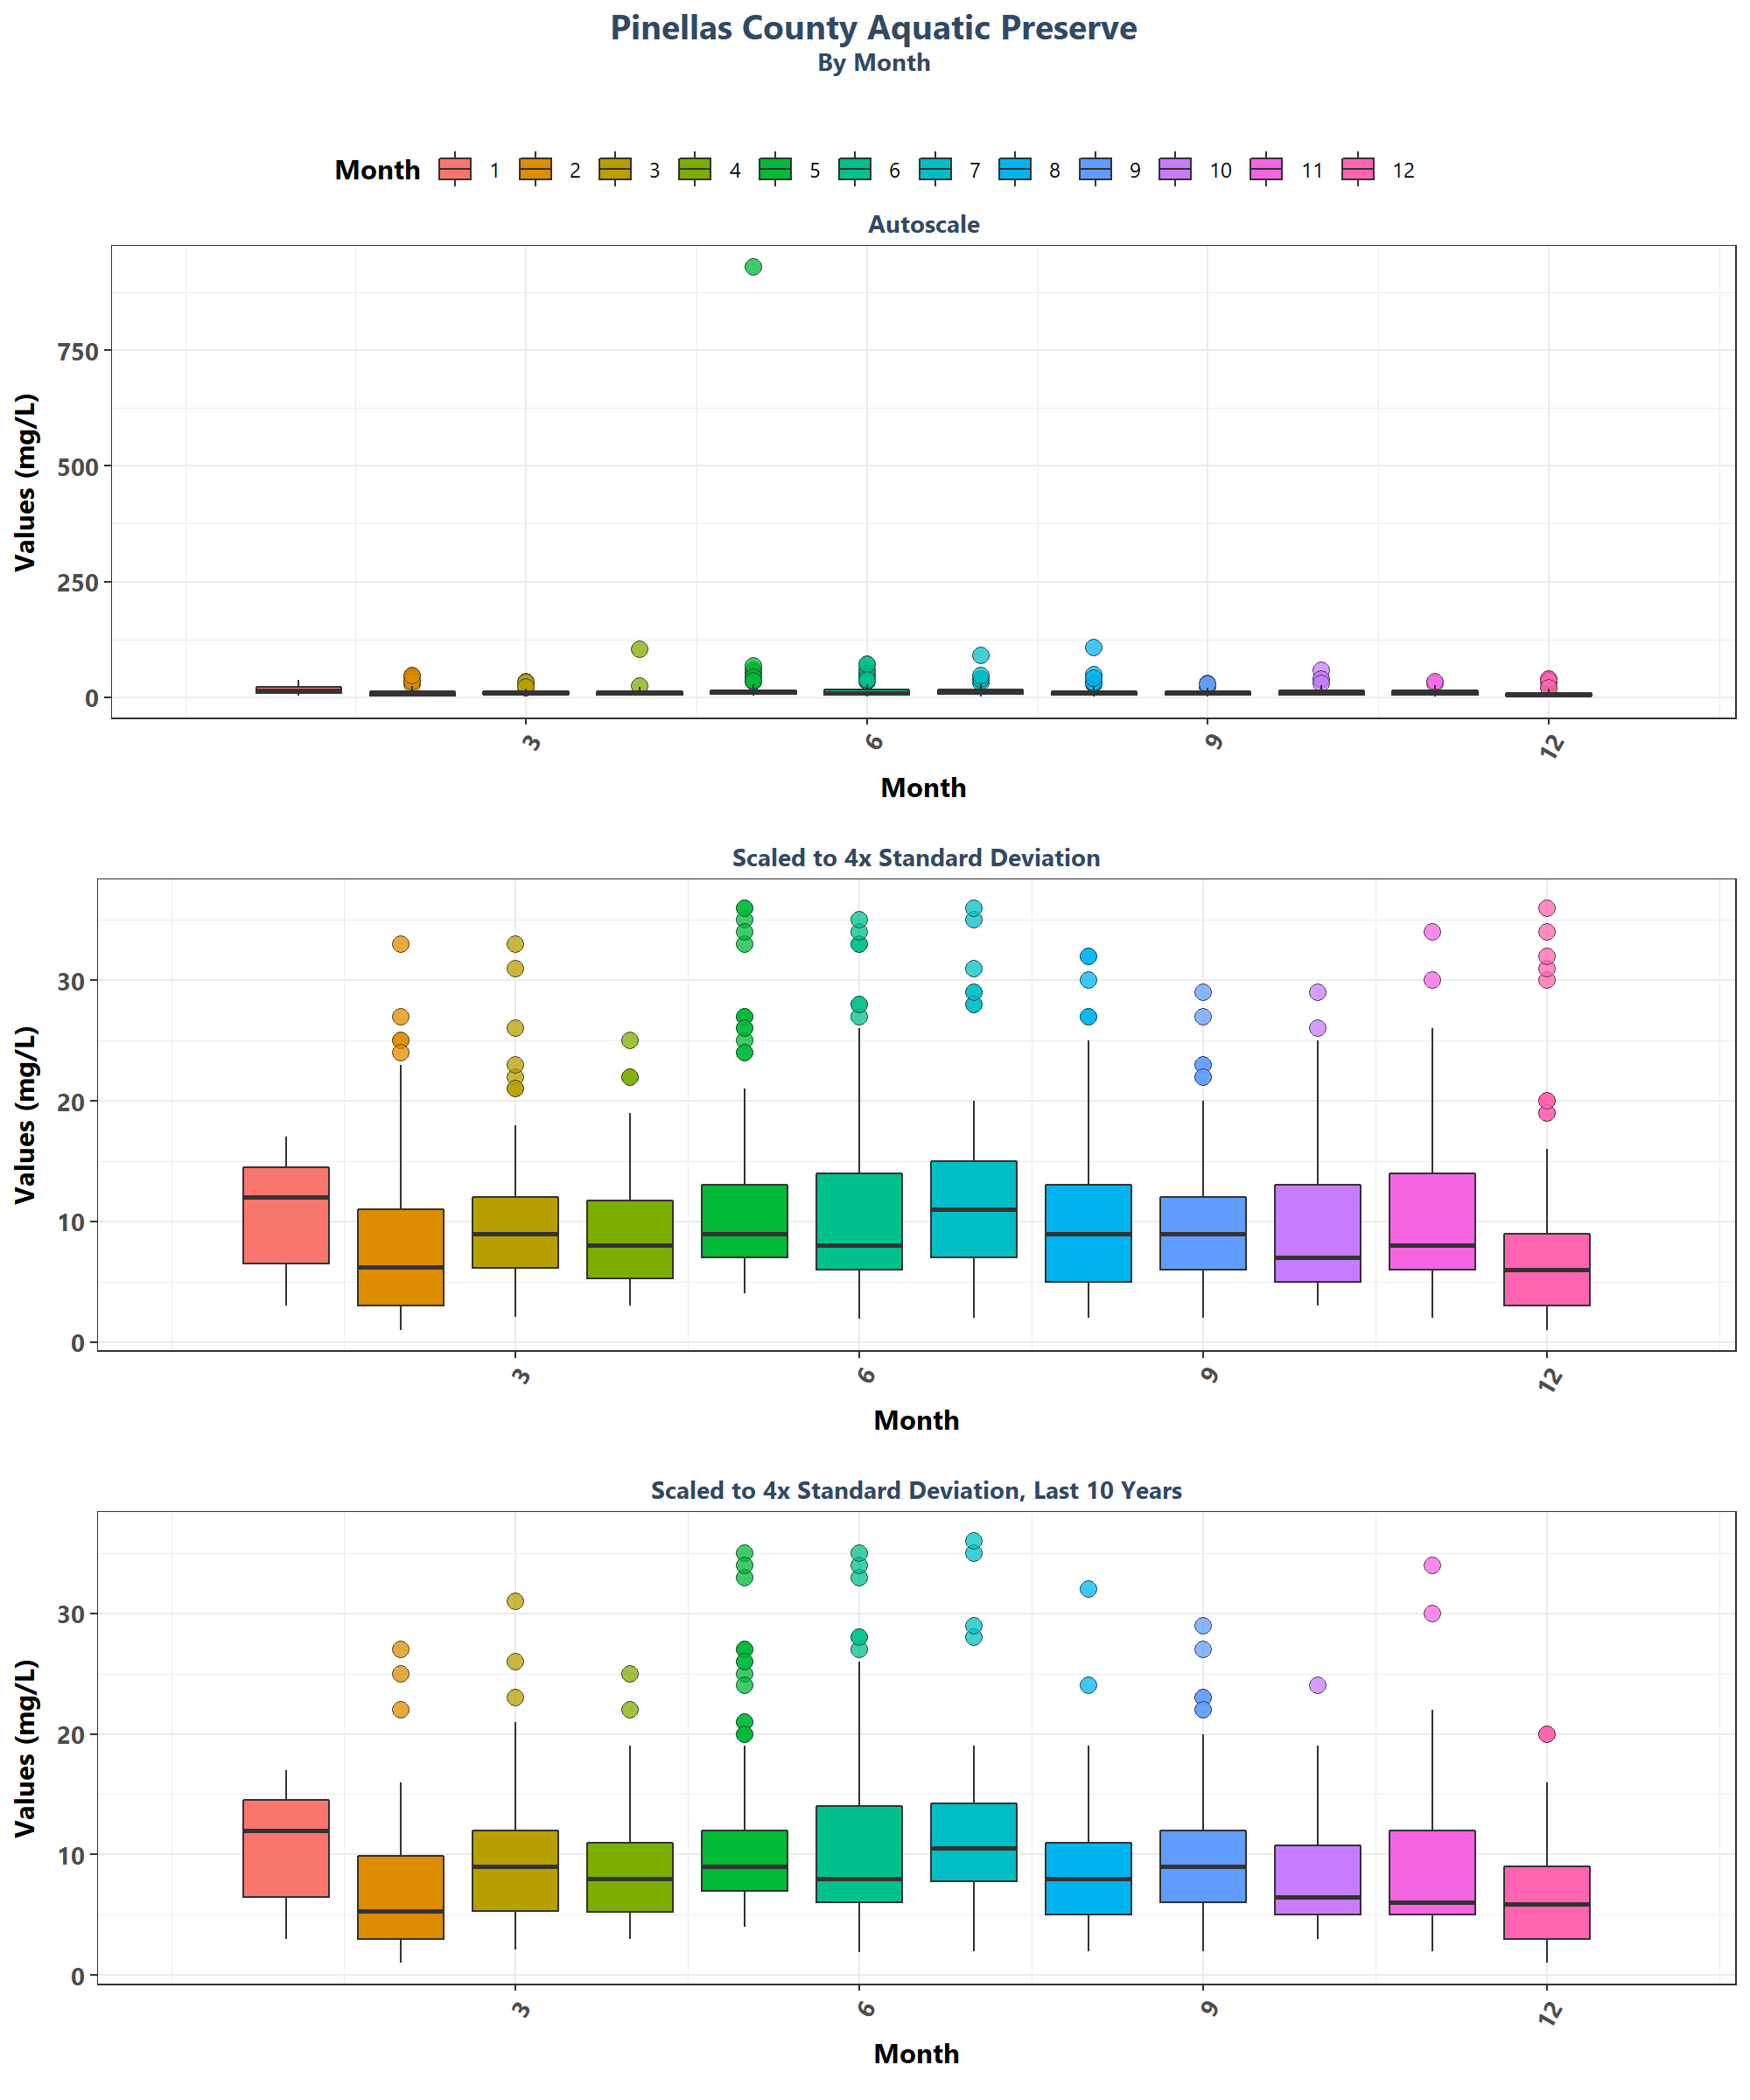 Pinellas County Aquatic Preserve
By Month
Month 1 2 3 4 5 6 7 8 9 10 11 12
Autoscale
Values (mg/L)
750
500
250
0
3 6 9 12
Month
Scaled to 4x Standard Deviation
Values (mg/L)
30
20
10
0
3 6 9 12
Month
Scaled to 4x Standard Deviation, Last 10 Years
Values (mg/L)
30
20
10
0
3 6 9 12
Month